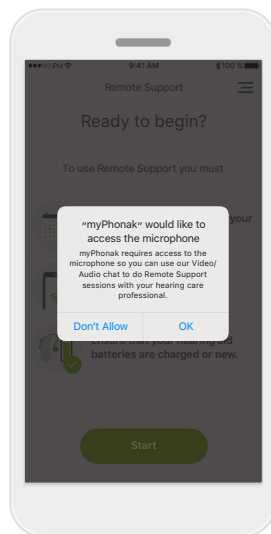 ●●●○○ PH 9:41 AM 100 %
Remote Support
Ready to begin?
To use Remote Support you must
your
"myPhonak" would like to
access the microphone
myPhonak requires access to the
microphone so you can use our Video/
Audio chat to do Remote Support
sessions with your hearing care
professional.
Don't Allow OK
Ensure that your hearing aid
batteries are charged or new.
Start